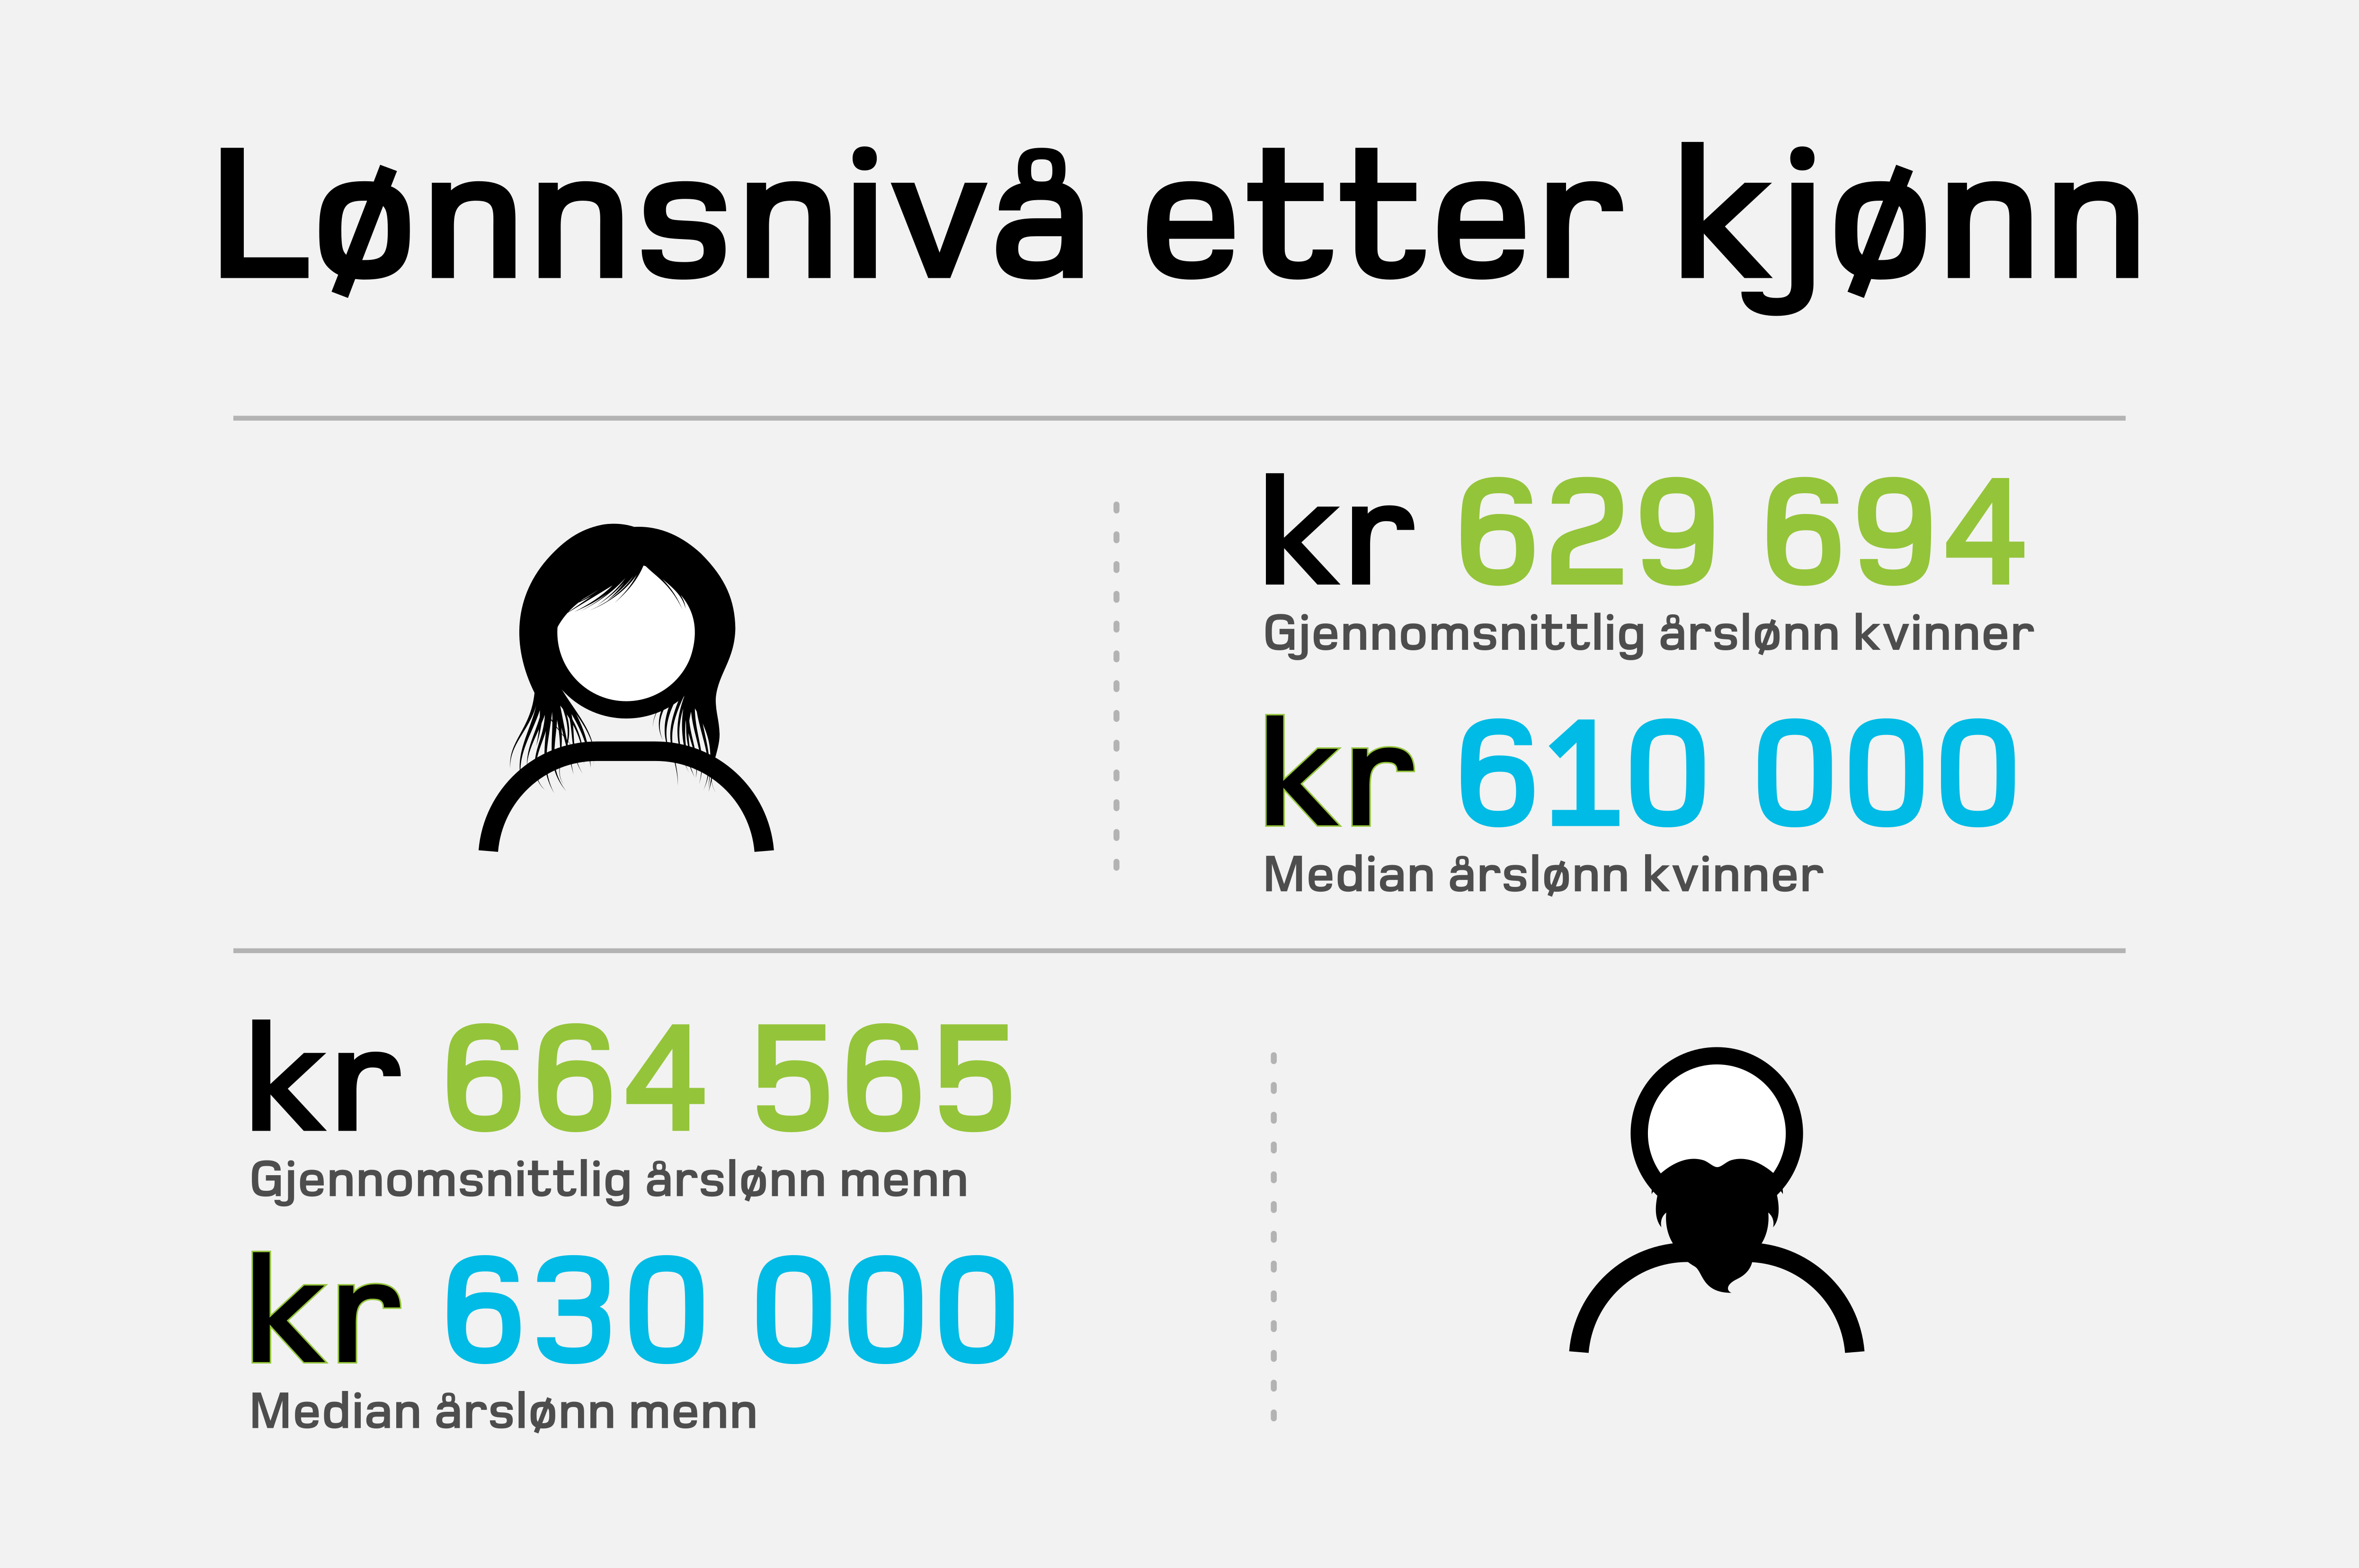 Lønnsnivå etter kjønn
kr 629 694
Gjennomsnittlig årslønn kvinner
kr 610 000
Median årslønn kvinner
kr 664 565
Gjennomsnittlig årslønn menn
kr 630 000
Median årslønn menn